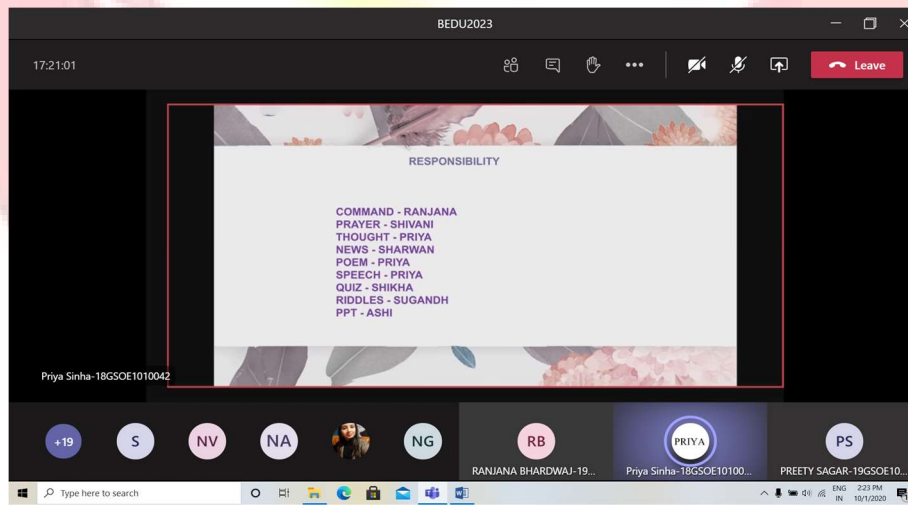 BEDU2023
17:21:01
Leave
RESPONSIBILITY
COMMAND - RANJANA
PRAYER - SHIVANI
THOUGHT - PRIYA
NEWS - SHARWAN
POEM - PRIYA
SPEECH - PRIYA
QUIZ - SHIKHA
RIDDLES - SUGANDH
PPT - ASHI
Priya Sinha-18GSOE1010042
+19 S NV NA NG RB PRIYA PS
RANJANA BHARDWAJ-19... Priya Sinha-18GSOE10100... PREETY SAGAR-19GSOE10...
Type here to search ENG 2:23 PM
IN 10/1/2020